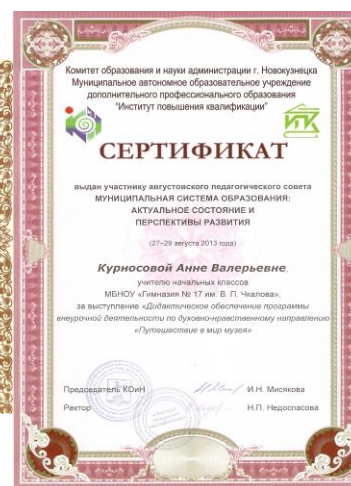 Комитет образования и науки администрации г. Новокузнецка
Муниципальное автономное образовательное учреждение
дополнительного профессионального образования
"Институт повышения квалификации"
ИПК
СЕРТИФИКАТ
выдан участнику августовского педагогического совета
МУНИЦИПАЛЬНАЯ СИСТЕМА ОБРАЗОВАНИЯ:
АКТУАЛЬНОЕ СОСТОЯНИЕ И
ПЕРСПЕКТИВЫ РАЗВИТИЯ
(27–29 августа 2013 года)
Курносовой Анне Валерьевне,
учителю начальных классов
МБНОУ «Гимназия № 17 им. В. П. Чкалова»,
за выступление «Дидактическое обеспечение программы
внеурочной деятельности по духовно-нравственному направлению
«Путешествие в мир музея»
Председатель КОиН И.Н. Мисякова
Ректор Н.П. Недоспасова